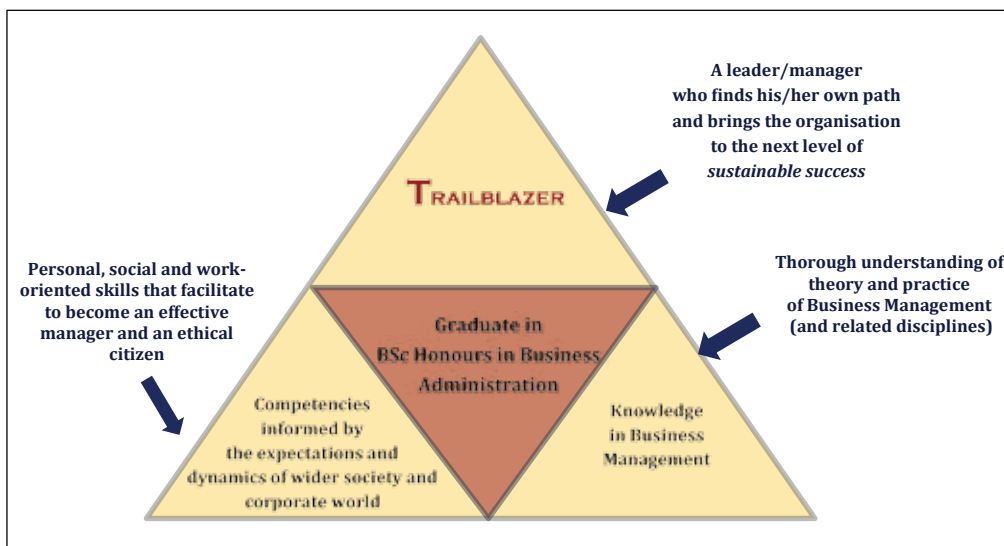 A leader/manager
who finds his/her own path
and brings the organisation
to the next level of
sustainable success
TRAILBLAZER
Personal, social and work-
oriented skills that facilitate
to become an effective
manager and an ethical
citizen
Thorough understanding of
theory and practice
of Business Management
(and related disciplines)
Graduate in
BSc Honours in Business
Administration
Competencies
informed by
the expectations and
dynamics of wider society and
corporate world
Knowledge
in Business
Management